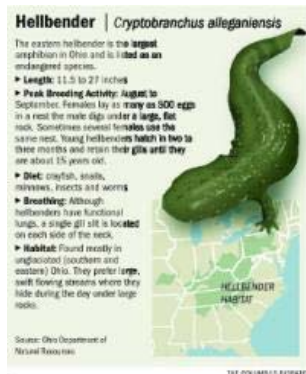 Hellbender | Cryptobranchus alleganiensis
The eastern hellbender is the largest
amphibian in Ohio and is listed as an
endangered species.
▶ Length: 11.5 to 27 inches
▶ Peak Breeding Activity: August to
September. Females lay as many as 500 eggs
in a nest the male digs under a large, flat
rock. Sometimes several females use the
same nest. Young hellbenders hatch in two to
three months and retain their gills until they
are about 15 years old.
▶ Diet: crayfish, snails,
minnows, insects and worms
▶ Breathing: Although
hellbenders have functional
lungs, a single gill slit is located
on each side of the neck.
▶ Habitat: Found mostly in
unglaciated (southern and
eastern) Ohio. They prefer large,
swift flowing streams where they
hide during the day under large
rocks.
HELLBENDER
HABITAT
Source: Ohio Department of
Natural Resources
THE COLUMBUS DISPATCH